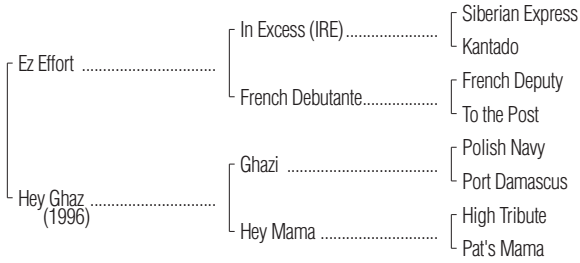 Siberian Express
In Excess (IRE)
Kantado
Ez Effort
French Deputy
French Debutante
To the Post
Polish Navy
Ghazi
Port Damascus
Hey Ghaz
(1996)
High Tribute
Hey Mama
Pat's Mama